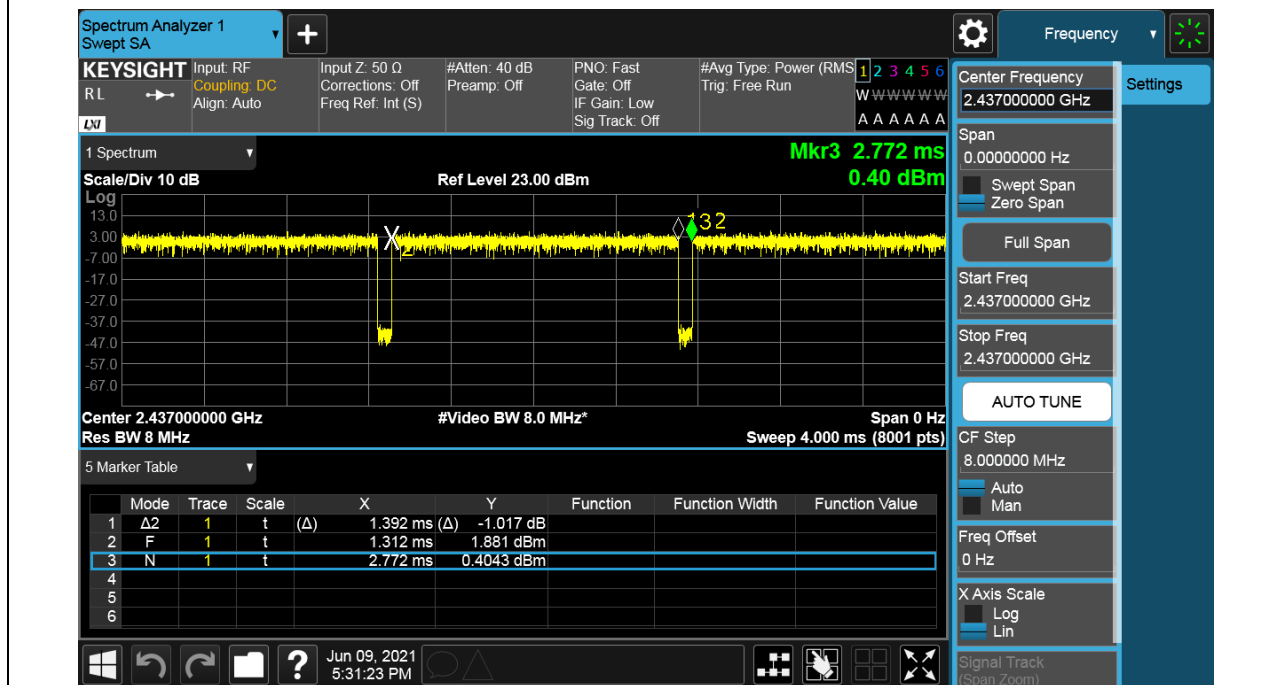 Spectrum Analyzer 1
Swept SA
Frequency
KEYSIGHT
R L
LXI
Input: RF
Coupling: DC
Align: Auto
Input Z: 50 Ω
Corrections: Off
Freq Ref: Int (S)
#Atten: 40 dB
Preamp: Off
PNO: Fast
Gate: Off
IF Gain: Low
Sig Track: Off
#Avg Type: Power (RMS
Trig: Free Run
1 2 3 4 5 6
W W W W W W
A A A A A A
1 Spectrum
Mkr3 2.772 ms
Scale/Div 10 dB
Ref Level 23.00 dBm
0.40 dBm
Log
13.0
3.00
-7.00
-17.0
-27.0
-37.0
-47.0
-57.0
-67.0
X
2
132
Center 2.437000000 GHz
#Video BW 8.0 MHz*
Span 0 Hz
Res BW 8 MHz
Sweep 4.000 ms (8001 pts)
5 Marker Table
Mode Trace Scale X Y Function Function Width Function Value
1 Δ2 1 t (Δ) 1.392 ms (Δ) -1.017 dB
2 F 1 t 1.312 ms 1.881 dBm
3 N 1 t 2.772 ms 0.4043 dBm
4
5
6
?
Jun 09, 2021
5:31:23 PM
Center Frequency
2.437000000 GHz
Settings
Span
0.00000000 Hz
Swept Span
Zero Span
Full Span
Start Freq
2.437000000 GHz
Stop Freq
2.437000000 GHz
AUTO TUNE
CF Step
8.000000 MHz
Auto
Man
Freq Offset
0 Hz
X Axis Scale
Log
Lin
Signal Track
(Span Zoom)